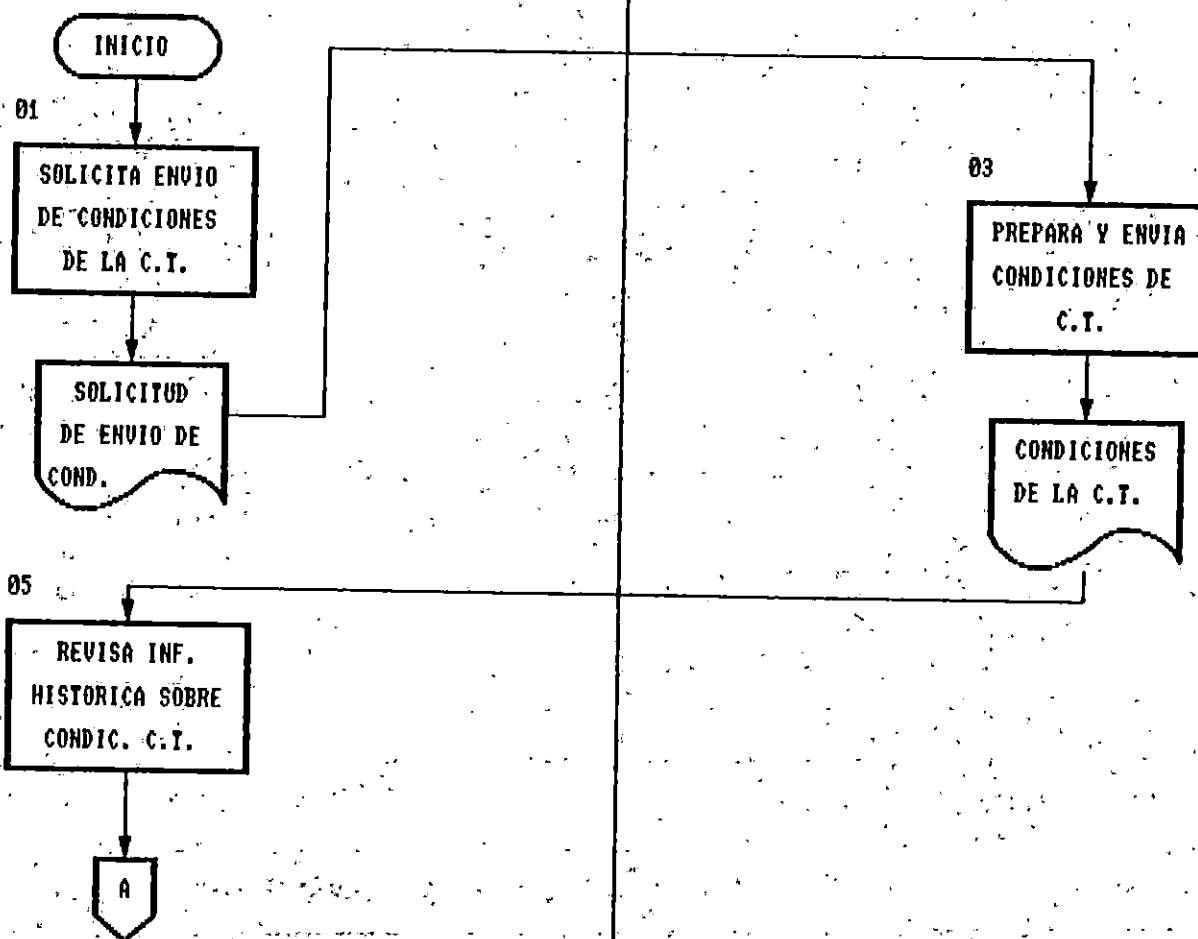 INICIO
01
SOLICITA ENVIO
DE CONDICIONES
DE LA C.T.
SOLICITUD
DE ENVIO DE
COND.
03
PREPARA Y ENVIA
CONDICIONES DE
C.T.
CONDICIONES
DE LA C.T.
05
REVISA INF.
HISTORICA SOBRE
CONDIC. C.T.
A